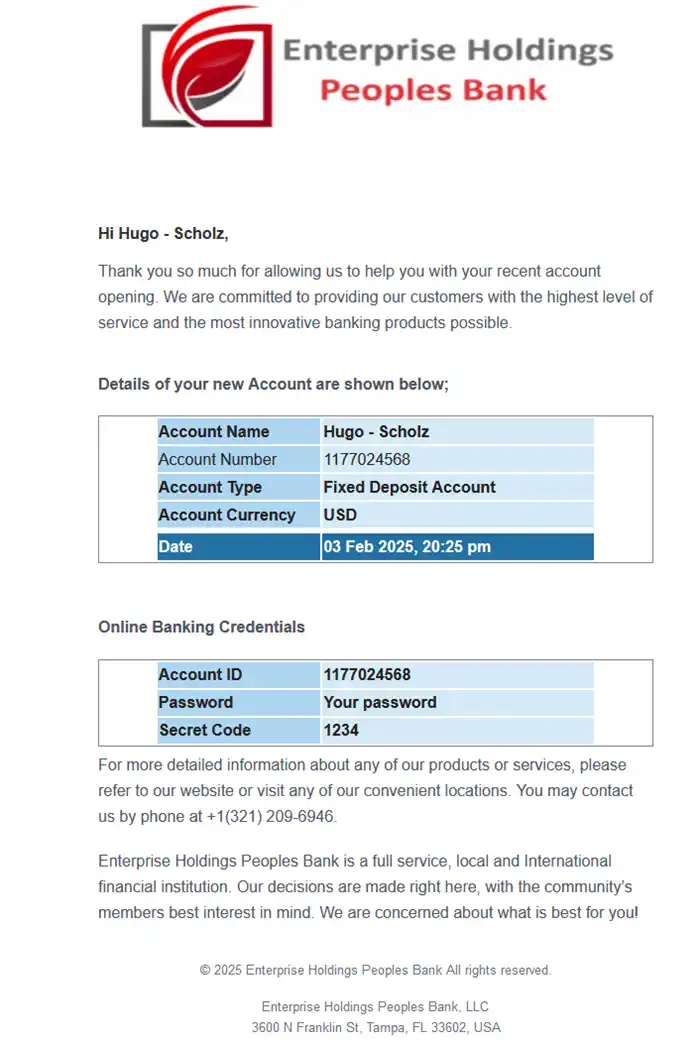 Enterprise Holdings
Peoples Bank
Hi Hugo - Scholz,
Thank you so much for allowing us to help you with your recent account
opening. We are committed to providing our customers with the highest level of
service and the most innovative banking products possible.
Details of your new Account are shown below;
Account Name Hugo - Scholz
Account Number 1177024568
Account Type Fixed Deposit Account
Account Currency USD
Date 03 Feb 2025, 20:25 pm
Online Banking Credentials
Account ID 1177024568
Password Your password
Secret Code 1234
For more detailed information about any of our products or services, please
refer to our website or visit any of our convenient locations. You may contact
us by phone at +1(321) 209-6946.
Enterprise Holdings Peoples Bank is a full service, local and International
financial institution. Our decisions are made right here, with the community's
members best interest in mind. We are concerned about what is best for you!
© 2025 Enterprise Holdings Peoples Bank All rights reserved.
Enterprise Holdings Peoples Bank, LLC
3600 N Franklin St, Tampa, FL 33602, USA